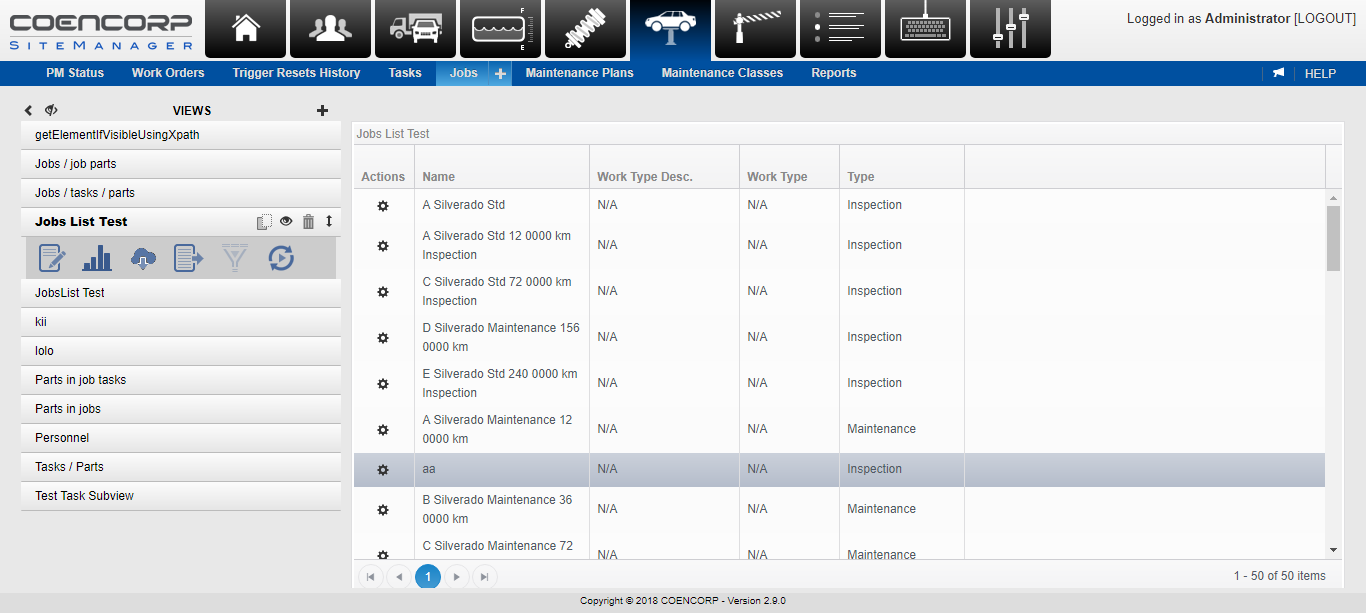 COENCORP
SITEMANAGER
F
E
Logged in as Administrator [LOGOUT]
PM Status Work Orders Trigger Resets History Tasks Jobs + Maintenance Plans Maintenance Classes Reports HELP
VIEWS
getElementIfVisibleUsingXpath
Jobs / job parts
Jobs / tasks / parts
Jobs List Test
JobsList Test
kii
lolo
Parts in job tasks
Parts in jobs
Personnel
Tasks / Parts
Test Task Subview
Jobs List Test
Actions Name Work Type Desc. Work Type Type
A Silverado Std N/A N/A Inspection
A Silverado Std 12 0000 km
Inspection
N/A N/A Inspection
C Silverado Std 72 0000 km
Inspection
N/A N/A Inspection
D Silverado Maintenance 156
0000 km
N/A N/A Inspection
E Silverado Std 240 0000 km
Inspection
N/A N/A Inspection
A Silverado Maintenance 12
0000 km
N/A N/A Maintenance
aa N/A N/A Inspection
B Silverado Maintenance 36
0000 km
N/A N/A Maintenance
C Silverado Maintenance 72
N/A N/A Maintenance
1
1 - 50 of 50 items
Copyright © 2018 COENCORP - Version 2.9.0